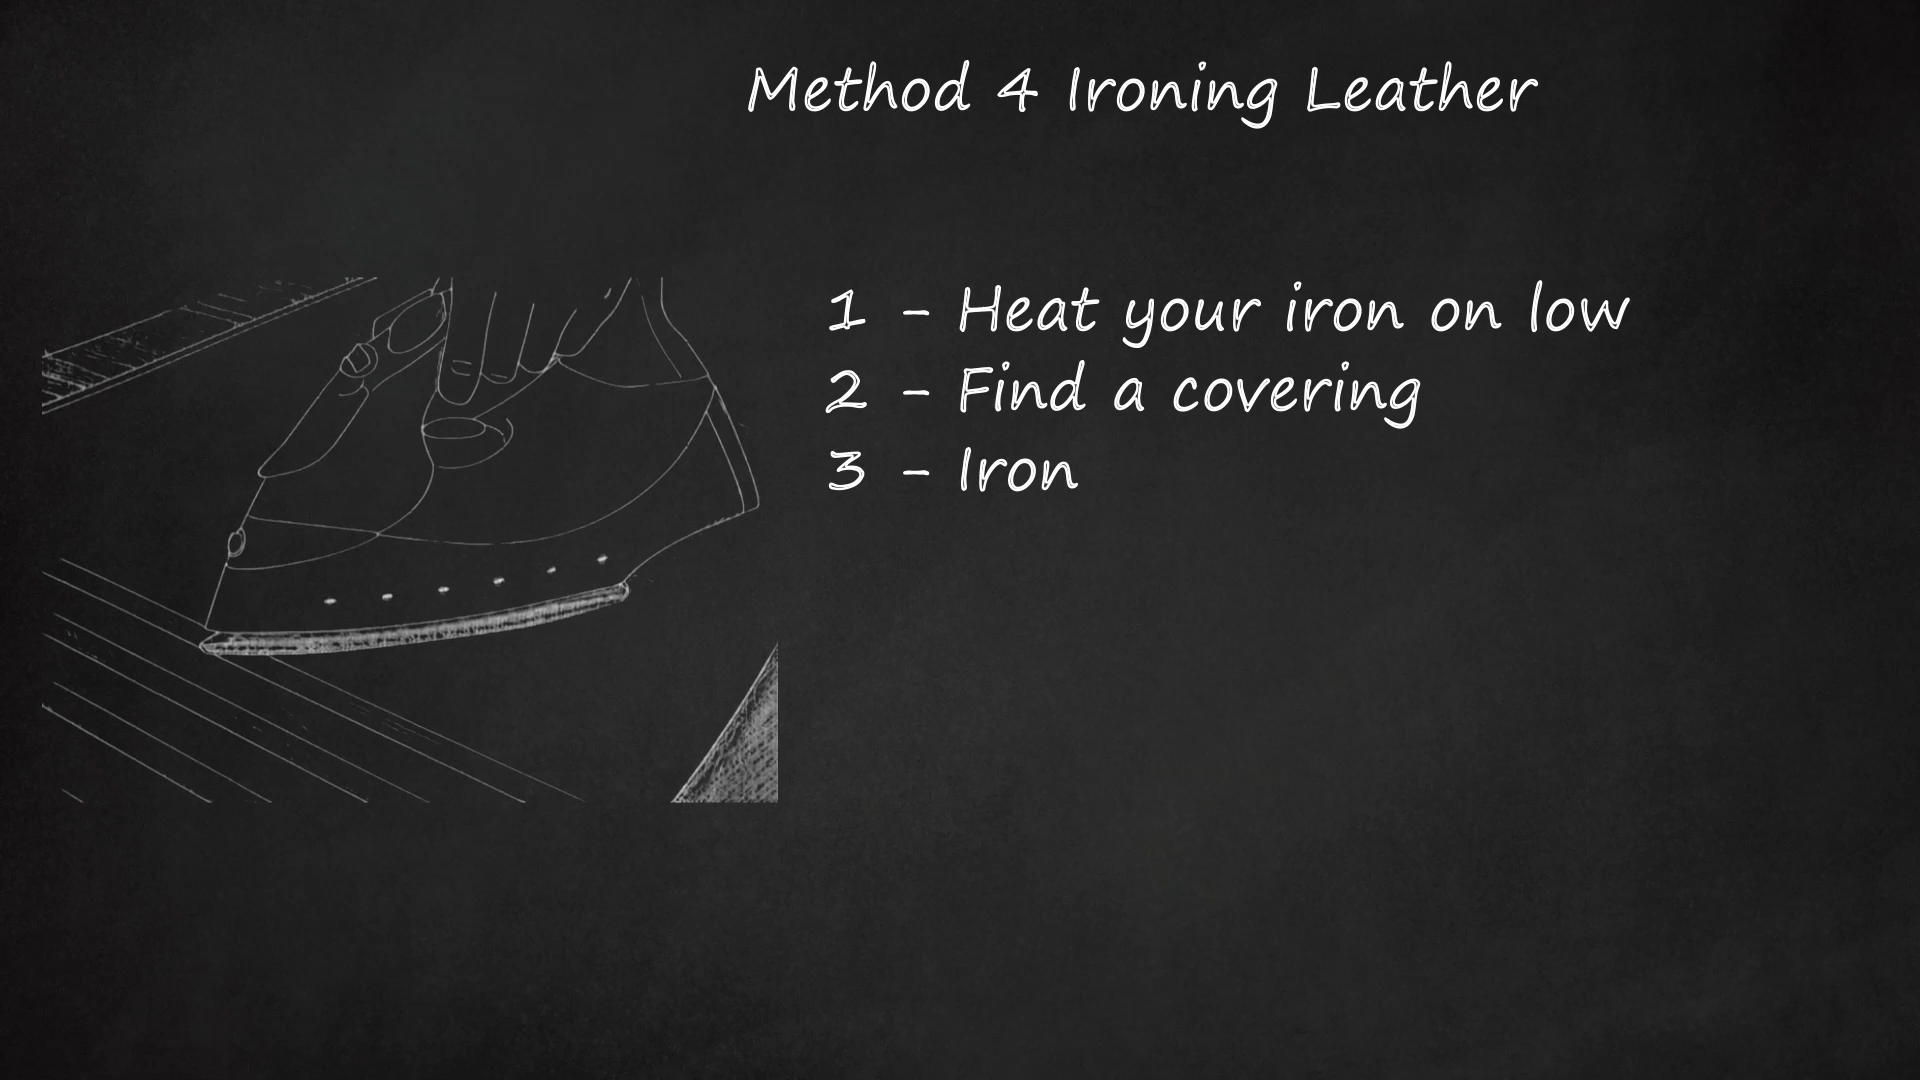 Method 4 Ironing Leather
1 - Heat your iron on low
2 - Find a covering
3 - Iron